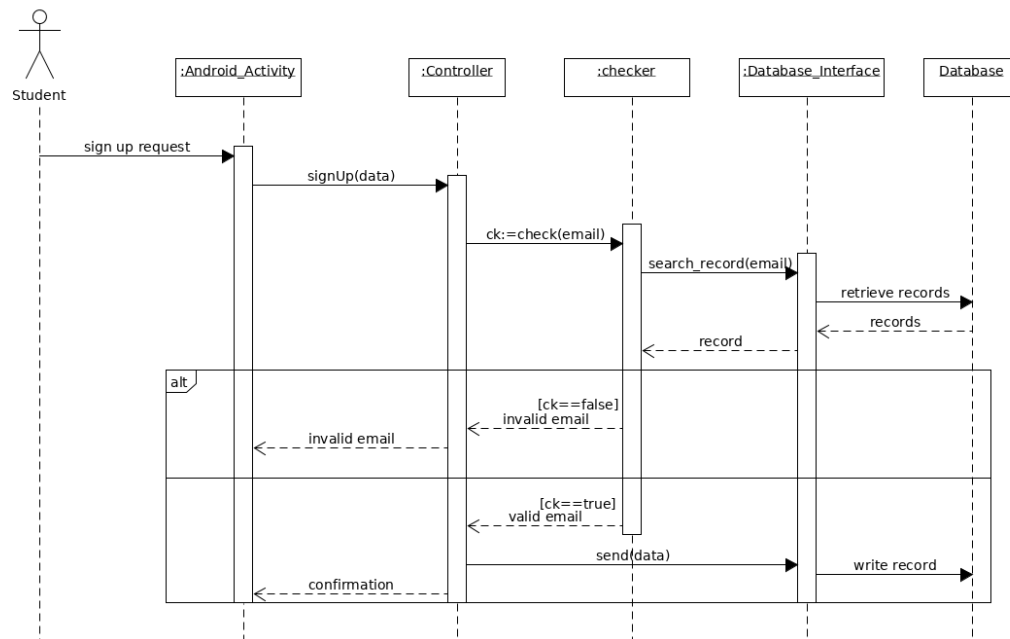 Student
:Android_Activity
:Controller
:checker
:Database_Interface
Database
sign up request
signUp(data)
ck:=check(email)
search_record(email)
retrieve records
records
record
alt
[ck==false]
invalid email
invalid email
[ck==true]
valid email
send(data)
write record
confirmation